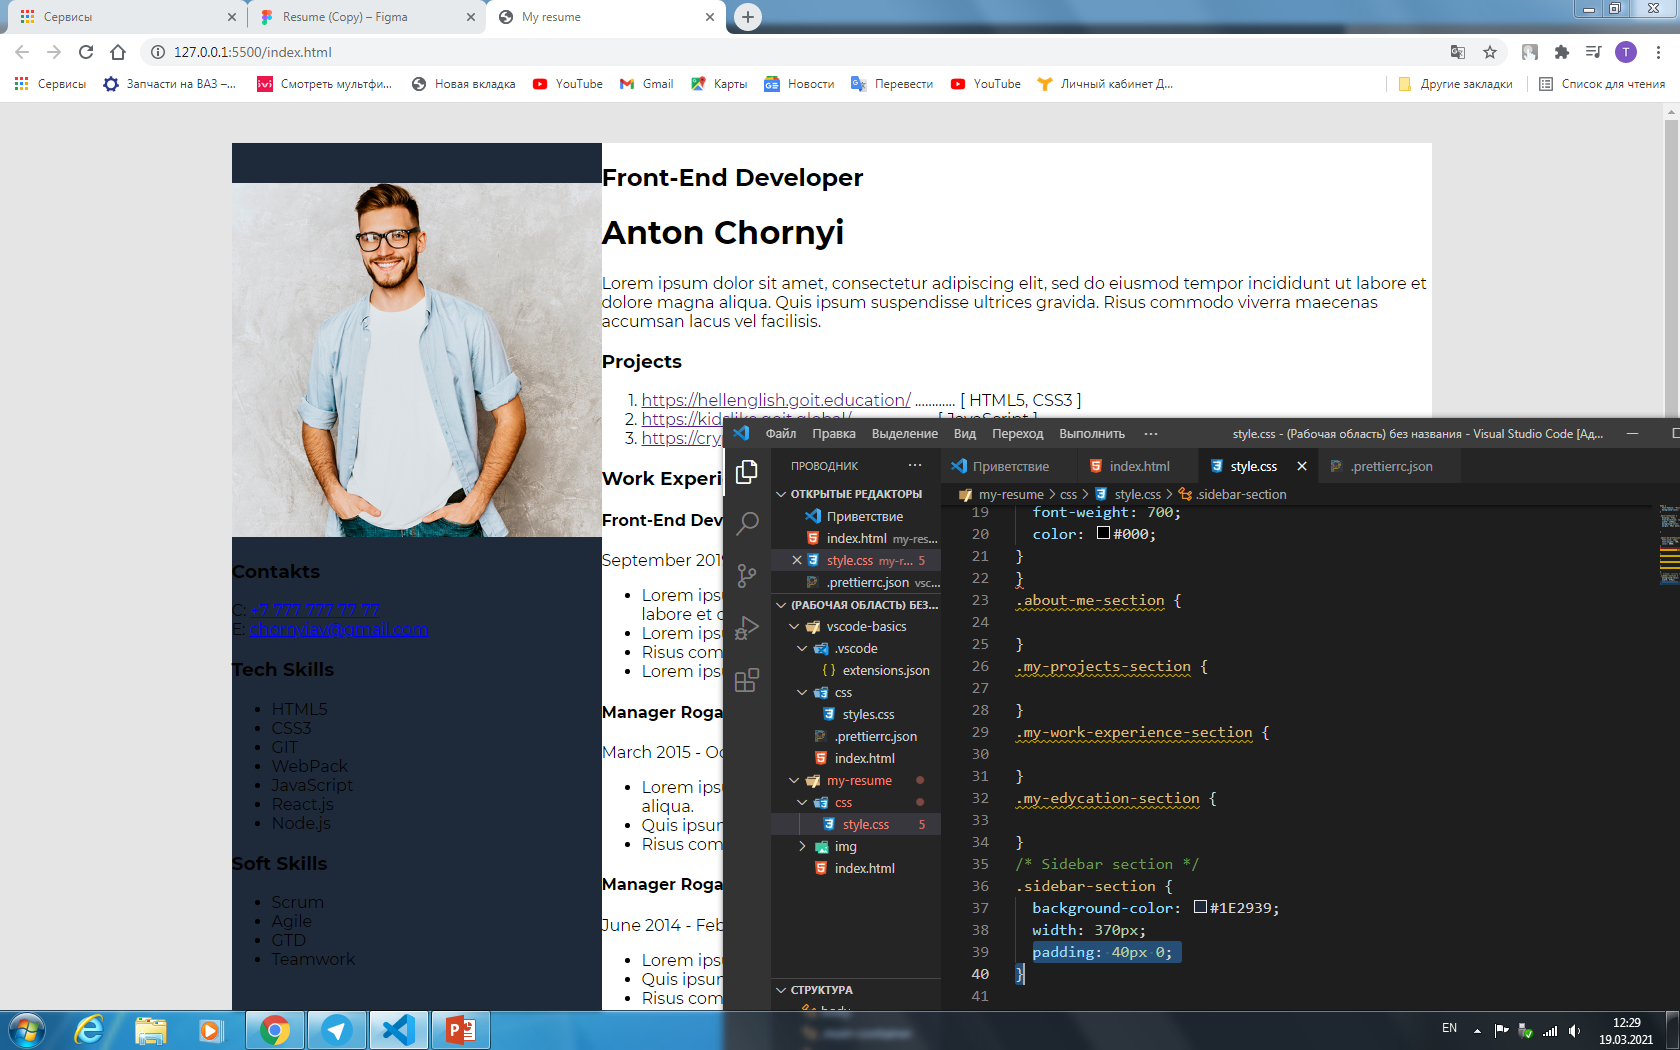 Сервисы
Resume (Copy) – Figma
My resume
127.0.0.1:5500/index.html
T
Сервисы
Запчасти на ВАЗ –...
ivi
Смотреть мультфи...
Новая вкладка
YouTube
Gmail
Карты
Новости
Перевести
YouTube
Личный кабинет Д...
Другие закладки
Список для чтения
Front-End Developer
Anton Chornyi
Lorem ipsum dolor sit amet, consectetur adipiscing elit, sed do eiusmod tempor incididunt ut labore et
dolore magna aliqua. Quis ipsum suspendisse ultrices gravida. Risus commodo viverra maecenas
accumsan lacus vel facilisis.
Projects
1. https://hellenglish.goit.education/ ............ [ HTML5, CSS3 ]
2. https://kidslike.goit.global/ [ JavaScript ]
3. https://cry
Work Experi
Front-End Dev
September 201
• Lorem ips
labore et c
• Lorem ips
• Risus com
• Lorem ips
Manager Roga
March 2015 - Oc
• Lorem ips
aliqua.
• Quis ipsur
• Risus com
Manager Roga
June 2014 - Feb
• Lorem ips
• Quis ipsur
• Risus com
Contakts
C: +7 777 777 77 77
E: chornyiav@gmail.com
Tech Skills
• HTML5
• CSS3
• GIT
• WebPack
• JavaScript
• React.js
• Node.js
Soft Skills
• Scrum
• Agile
• GTD
• Teamwork
Файл Правка Выделение Вид Переход Выполнить ···
style.css - (Рабочая область) без названия - Visual Studio Code [Ад...
ПРОВОДНИК ···
ОТКРЫТЫЕ РЕДАКТОРЫ
Приветствие
index.html my-res...
style.css my-r... 5
.prettierrc.json vsc...
(РАБОЧАЯ ОБЛАСТЬ) БЕЗ...
vscode-basics
.vscode
{ } extensions.json
css
styles.css
.prettierrc.json
index.html
my-resume
css
style.css 5
img
index.html
СТРУКТУРА
body
Приветствие
index.html
style.css
.prettierrc.json
my-resume > css > style.css > .sidebar-section
19 font-weight: 700;
20 color: #000;
21 }
22 }
23 .about-me-section {
24
25 }
26 .my-projects-section {
27
28 }
29 .my-work-experience-section {
30
31 }
32 .my-edycation-section {
33
34 }
35 /* Sidebar section */
36 .sidebar-section {
37 background-color: #1E2939;
38 width: 370px;
39 padding: 40px 0;
40 }
41
EN
12:29
19.03.2021